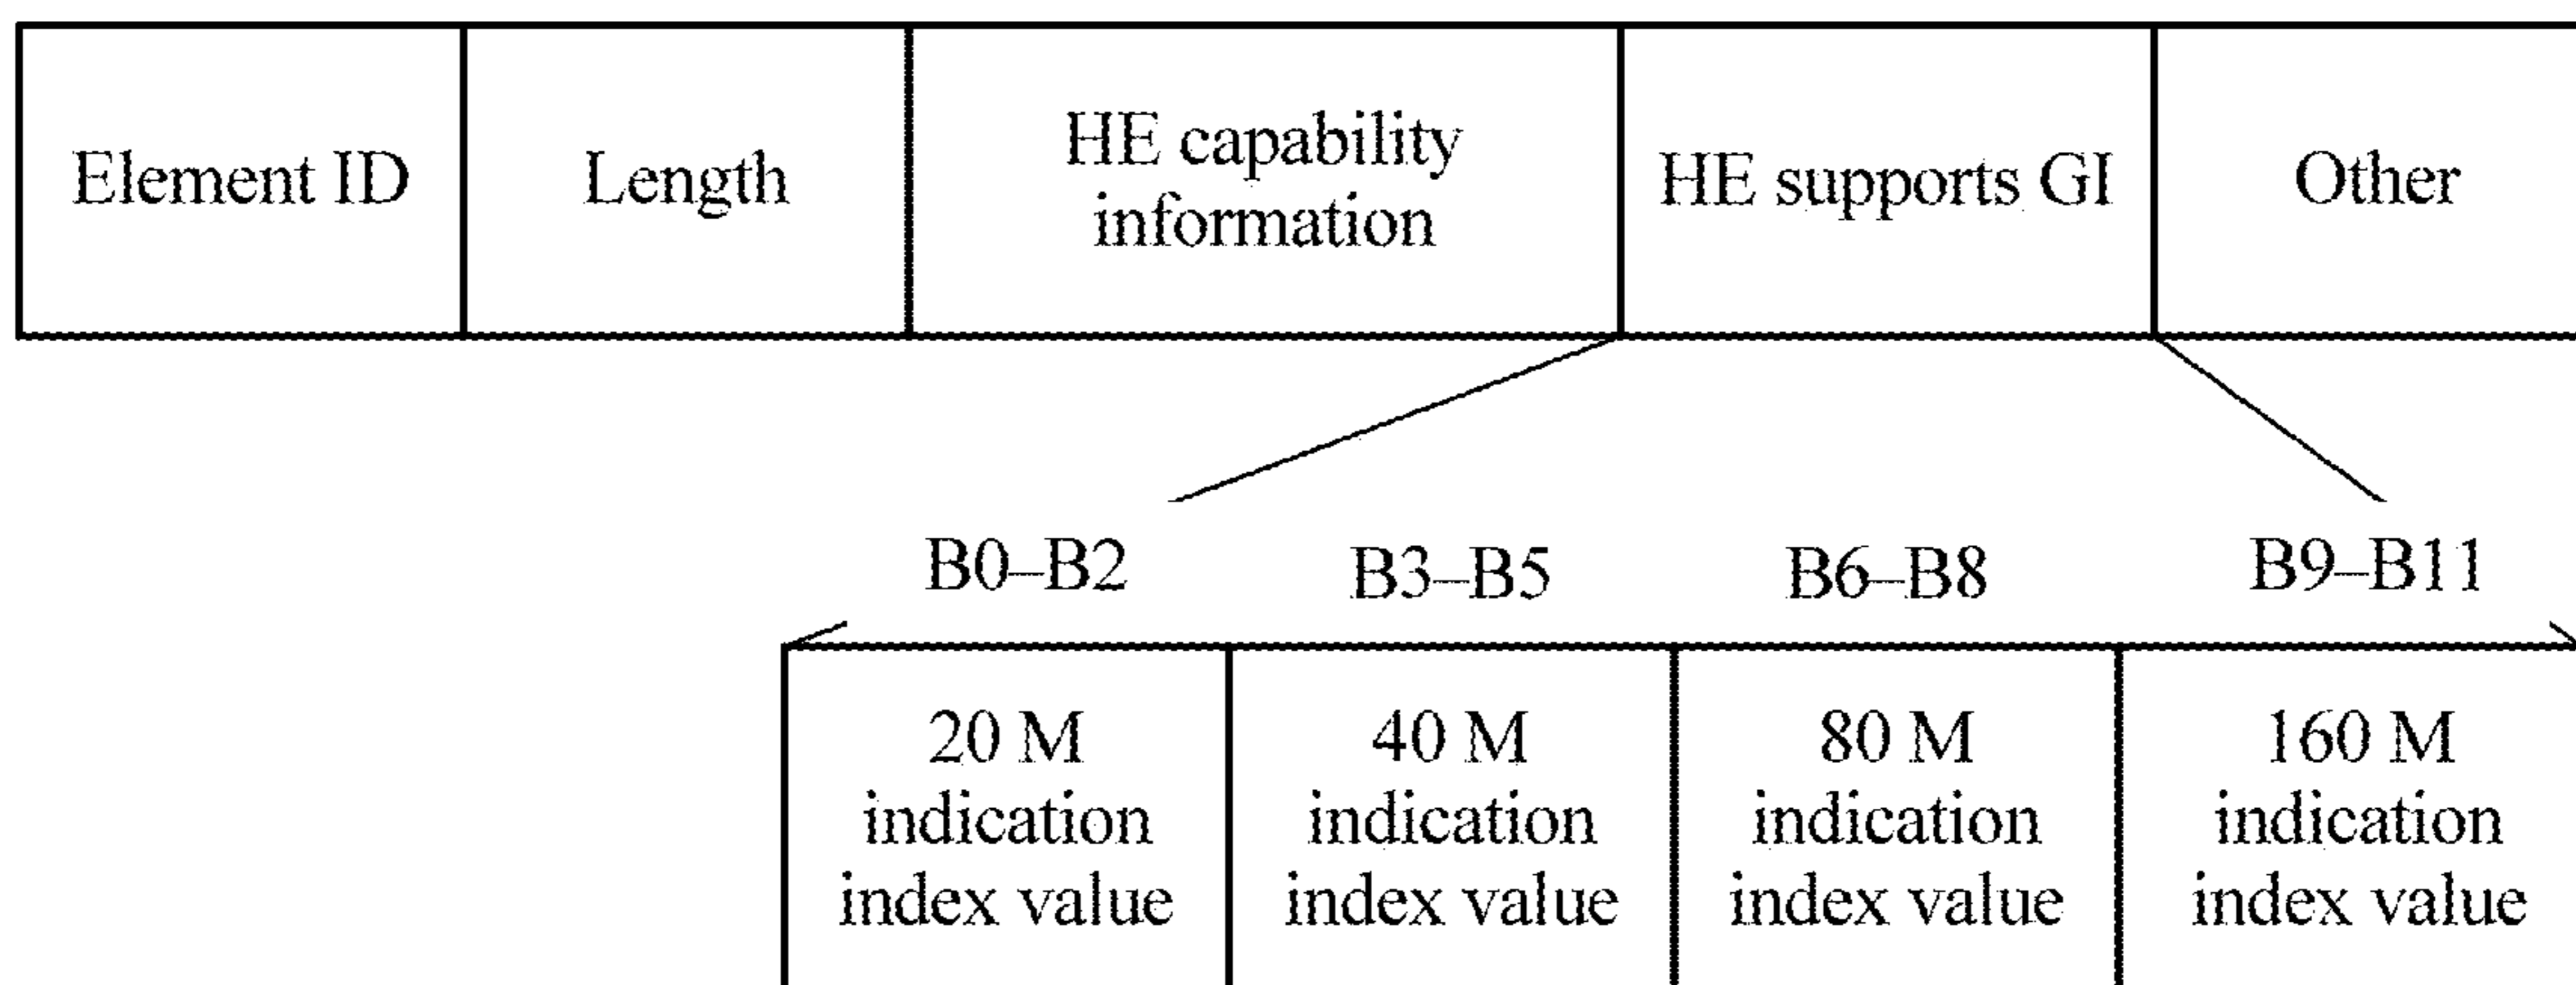 Element ID
Length
HE capability
information
HE supports GI
Other
B0–B2
B3–B5
B6–B8
B9–B11
20 M
indication
index value
40 M
indication
index value
80 M
indication
index value
160 M
indication
index value